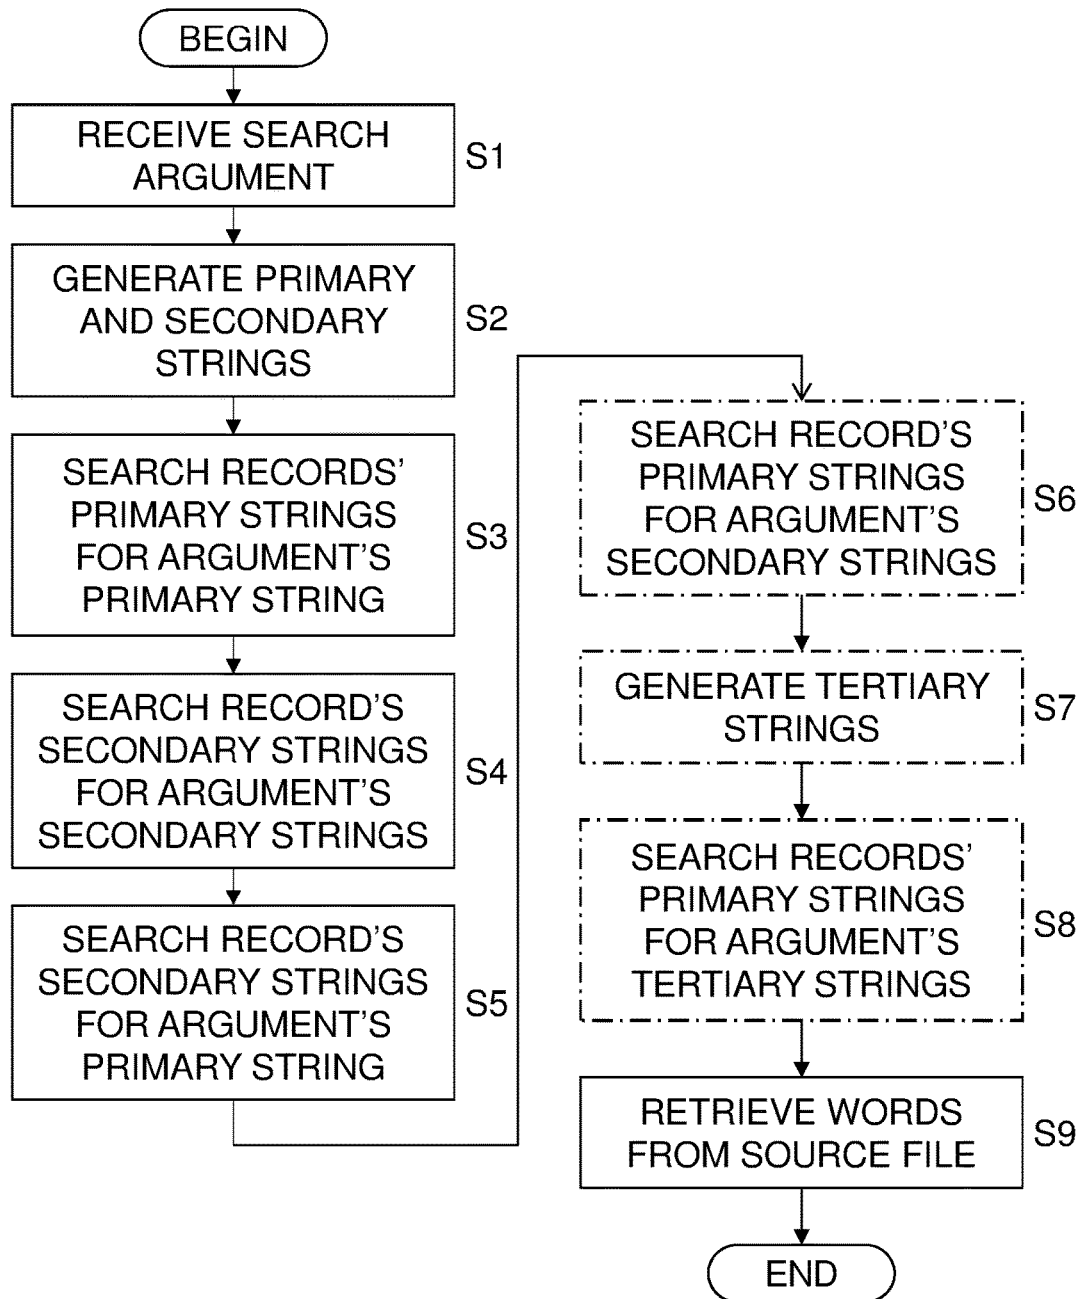 BEGIN
RECEIVE SEARCH
ARGUMENT
S1
GENERATE PRIMARY
AND SECONDARY
STRINGS
S2
SEARCH RECORDS'
PRIMARY STRINGS
FOR ARGUMENT'S
PRIMARY STRING
S3
SEARCH RECORD'S
SECONDARY STRINGS
FOR ARGUMENT'S
SECONDARY STRINGS
S4
SEARCH RECORD'S
SECONDARY STRINGS
FOR ARGUMENT'S
PRIMARY STRING
S5
SEARCH RECORD'S
PRIMARY STRINGS
FOR ARGUMENT'S
SECONDARY STRINGS
S6
GENERATE TERTIARY
STRINGS
S7
SEARCH RECORDS'
PRIMARY STRINGS
FOR ARGUMENT'S
TERTIARY STRINGS
S8
RETRIEVE WORDS
FROM SOURCE FILE
S9
END